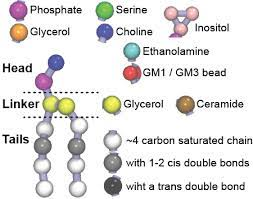 Phosphate
Serine
Glycerol
Choline
Inositol
Ethanolamine
Head
GM1 / GM3 bead
Linker
Glycerol
Ceramide
Tails
~4 carbon saturated chain
with 1-2 cis double bonds
wiht a trans double bond